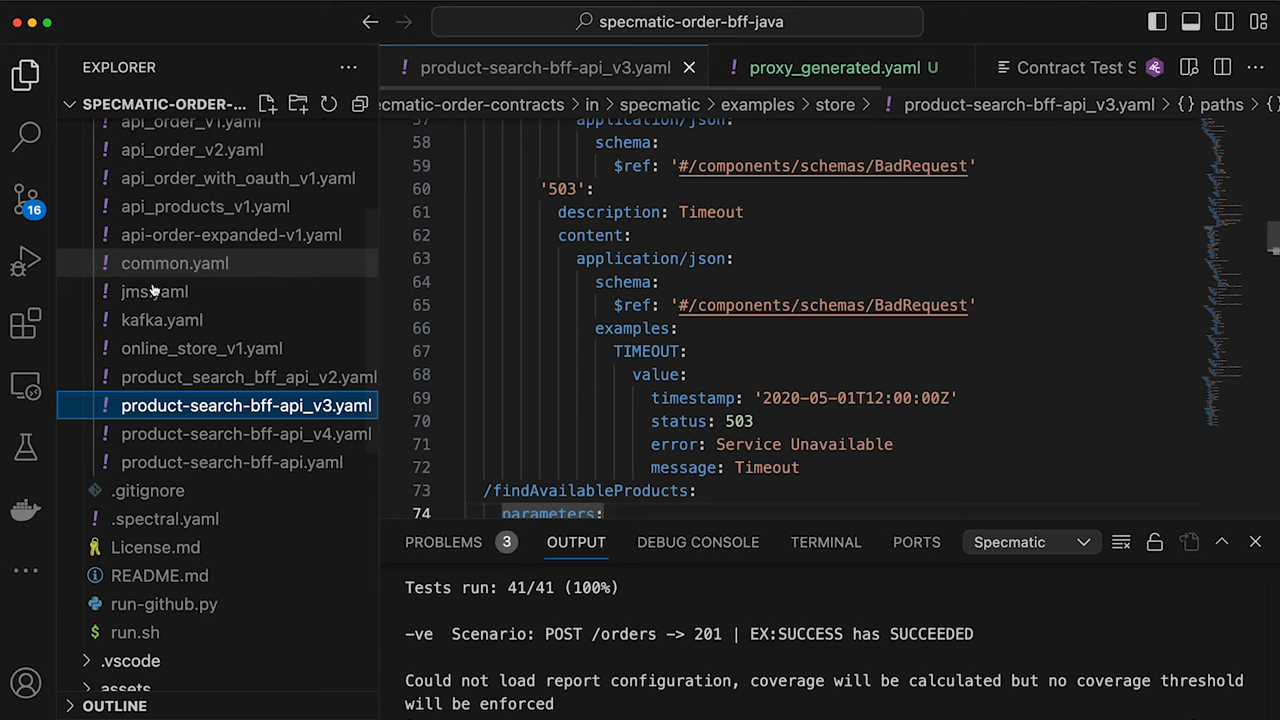 specmatic-order-bff-java
EXPLORER
product-search-bff-api_v3.yaml
proxy_generated.yaml U
Contract Test S
SPECMATIC-ORDER-...
ecmatic-order-contracts > in > specmatic > examples > store > product-search-bff-api_v3.yaml > {} paths > {}
api_order_v1.yaml
api_order_v2.yaml
api_order_with_oauth_v1.yaml
api_products_v1.yaml
api-order-expanded-v1.yaml
common.yaml
jms.yaml
kafka.yaml
online_store_v1.yaml
product_search_bff_api_v2.yaml
product-search-bff-api_v3.yaml
product-search-bff-api_v4.yaml
product-search-bff-api.yaml
.gitignore
.spectral.yaml
License.md
README.md
run-github.py
run.sh
.vscode
assets
OUTLINE
16
57 application/json:
58 schema:
59 $ref: '#/components/schemas/BadRequest'
60 '503':
61 description: Timeout
62 content:
63 application/json:
64 schema:
65 $ref: '#/components/schemas/BadRequest'
66 examples:
67 TIMEOUT:
68 value:
69 timestamp: '2020-05-01T12:00:00Z'
70 status: 503
71 error: Service Unavailable
72 message: Timeout
73 /findAvailableProducts:
74 parameters:
PROBLEMS 3 OUTPUT DEBUG CONSOLE TERMINAL PORTS Specmatic
Tests run: 41/41 (100%)
-ve Scenario: POST /orders -> 201 | EX:SUCCESS has SUCCEEDED
Could not load report configuration, coverage will be calculated but no coverage threshold
will be enforced